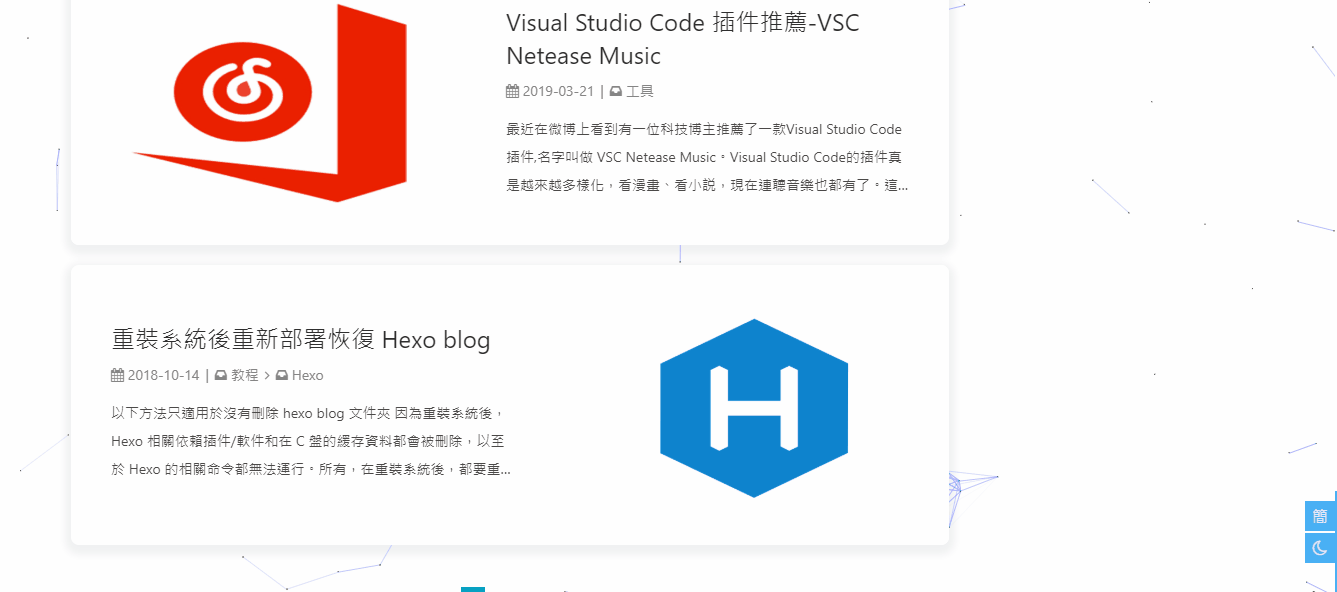 Visual Studio Code 插件推薦-VSC
Netease Music
2019-03-21 | 工具
最近在微博上看到有一位科技博主推薦了一款Visual Studio Code
插件,名字叫做 VSC Netease Music。Visual Studio Code的插件真
是越來越多樣化，看漫畫、看小説，現在連聽音樂也都有了。這...
重裝系統後重新部署恢復 Hexo blog
2018-10-14 | 教程 > Hexo
以下方法只適用於沒有刪除 hexo blog 文件夾 因為重裝系統後，
Hexo 相關依賴插件/軟件和在 C 盤的緩存資料都會被刪除，以至
於 Hexo 的相關命令都無法運行。所有，在重裝系統後，都要重...
簡